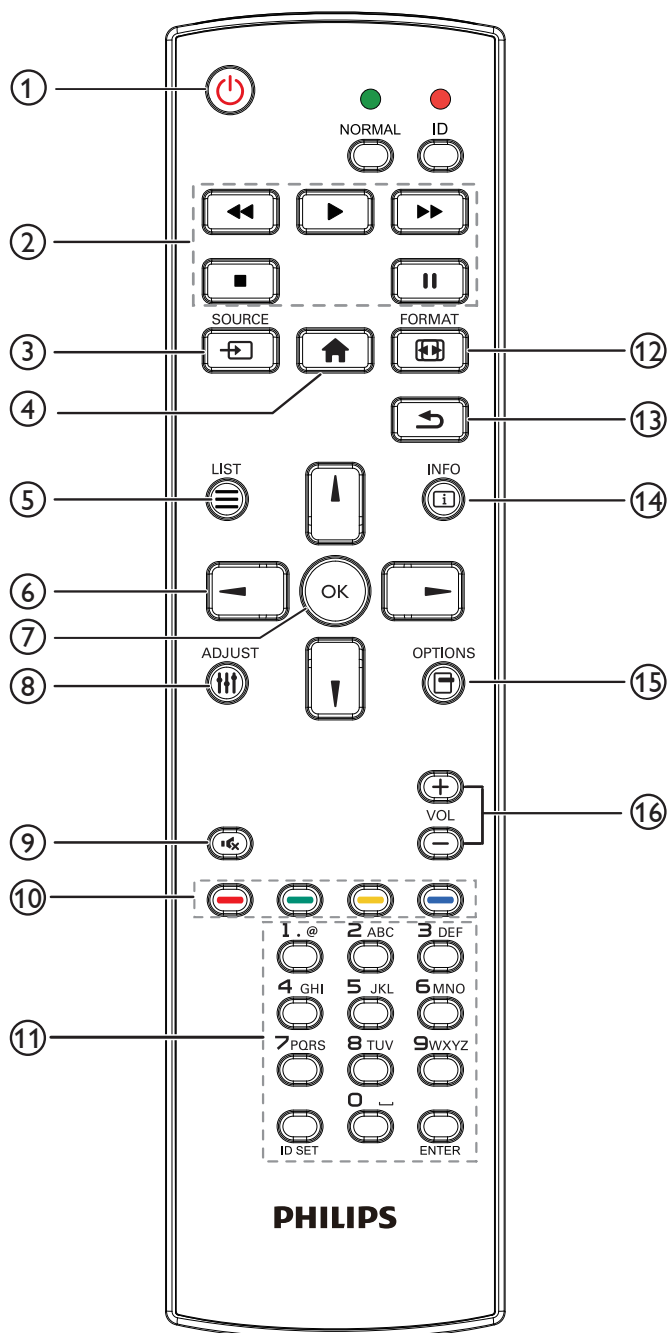 ①
NORMAL ID
②
SOURCE FORMAT
③ ⑫
④
⑬
LIST INFO
⑤ i ⑭
⑥ OK
⑦
ADJUST OPTIONS
⑧ ⑮
VOL ⑯
⑨
⑩
1 . @ 2 ABC 3 DEF
4 GHI 5 JKL 6 MNO
⑪ 7 PQRS 8 TUV 9 WXYZ
0 ⎵
ID SET ENTER
PHILIPS